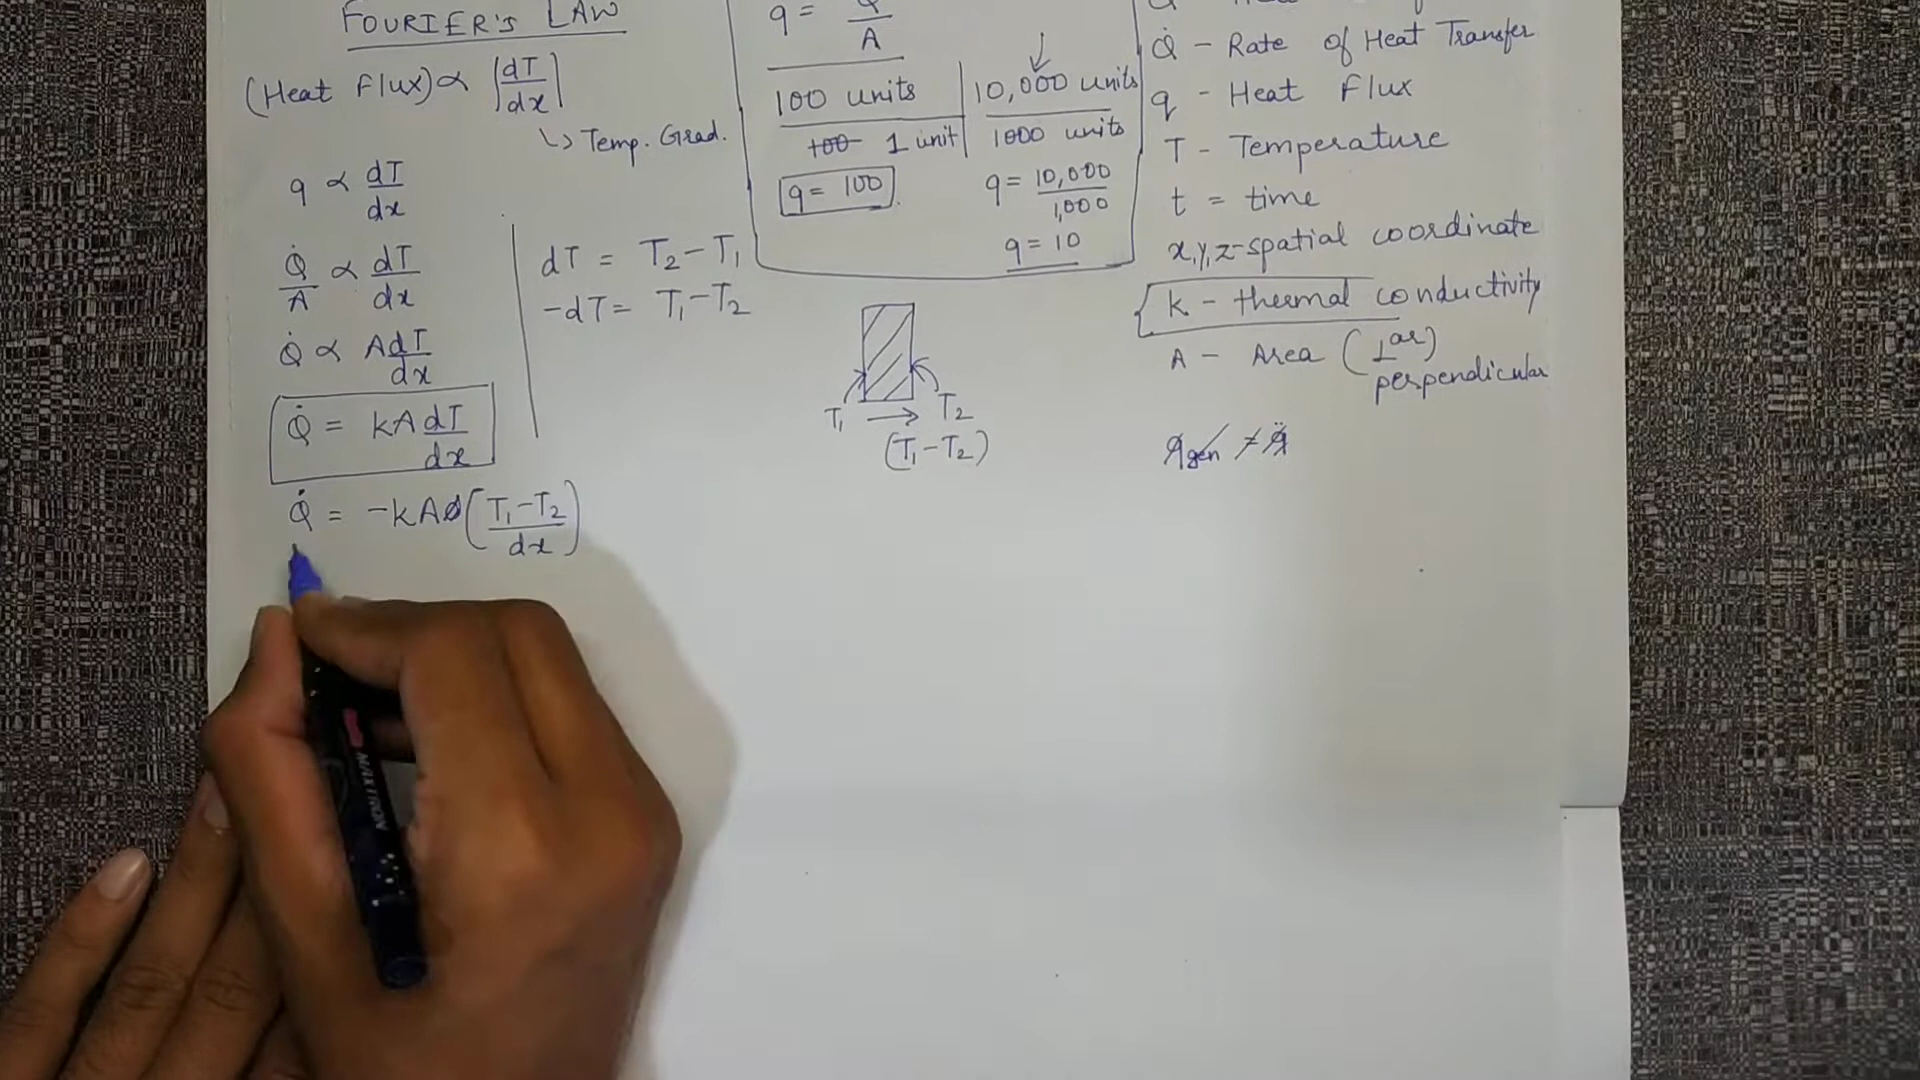 FOURIER'S LAW
(Heat Flux) ∝ |dT/dx|
↳ Temp. Grad.
q ∝ dT/dx
Q̇/A ∝ dT/dx
Q̇ ∝ A dT/dx
Q̇ = kA dT/dx
Q̇ = -kA (T₁-T₂/dx)
dT = T₂-T₁
-dT = T₁-T₂
q = Q̇/A
100 units
100 1 unit
q = 100
10,000 units
1000 units
q = 10,000/1,000
q = 10
T₁ → T₂
(T₁-T₂)
Q̇ - Rate of Heat Transfer
q - Heat Flux
T - Temperature
t = time
x,y,z-spatial coordinate
k - thermal conductivity
A - Area (⊥ar)
perpendicular
q̇gen ≠ q̈
MAXTRON